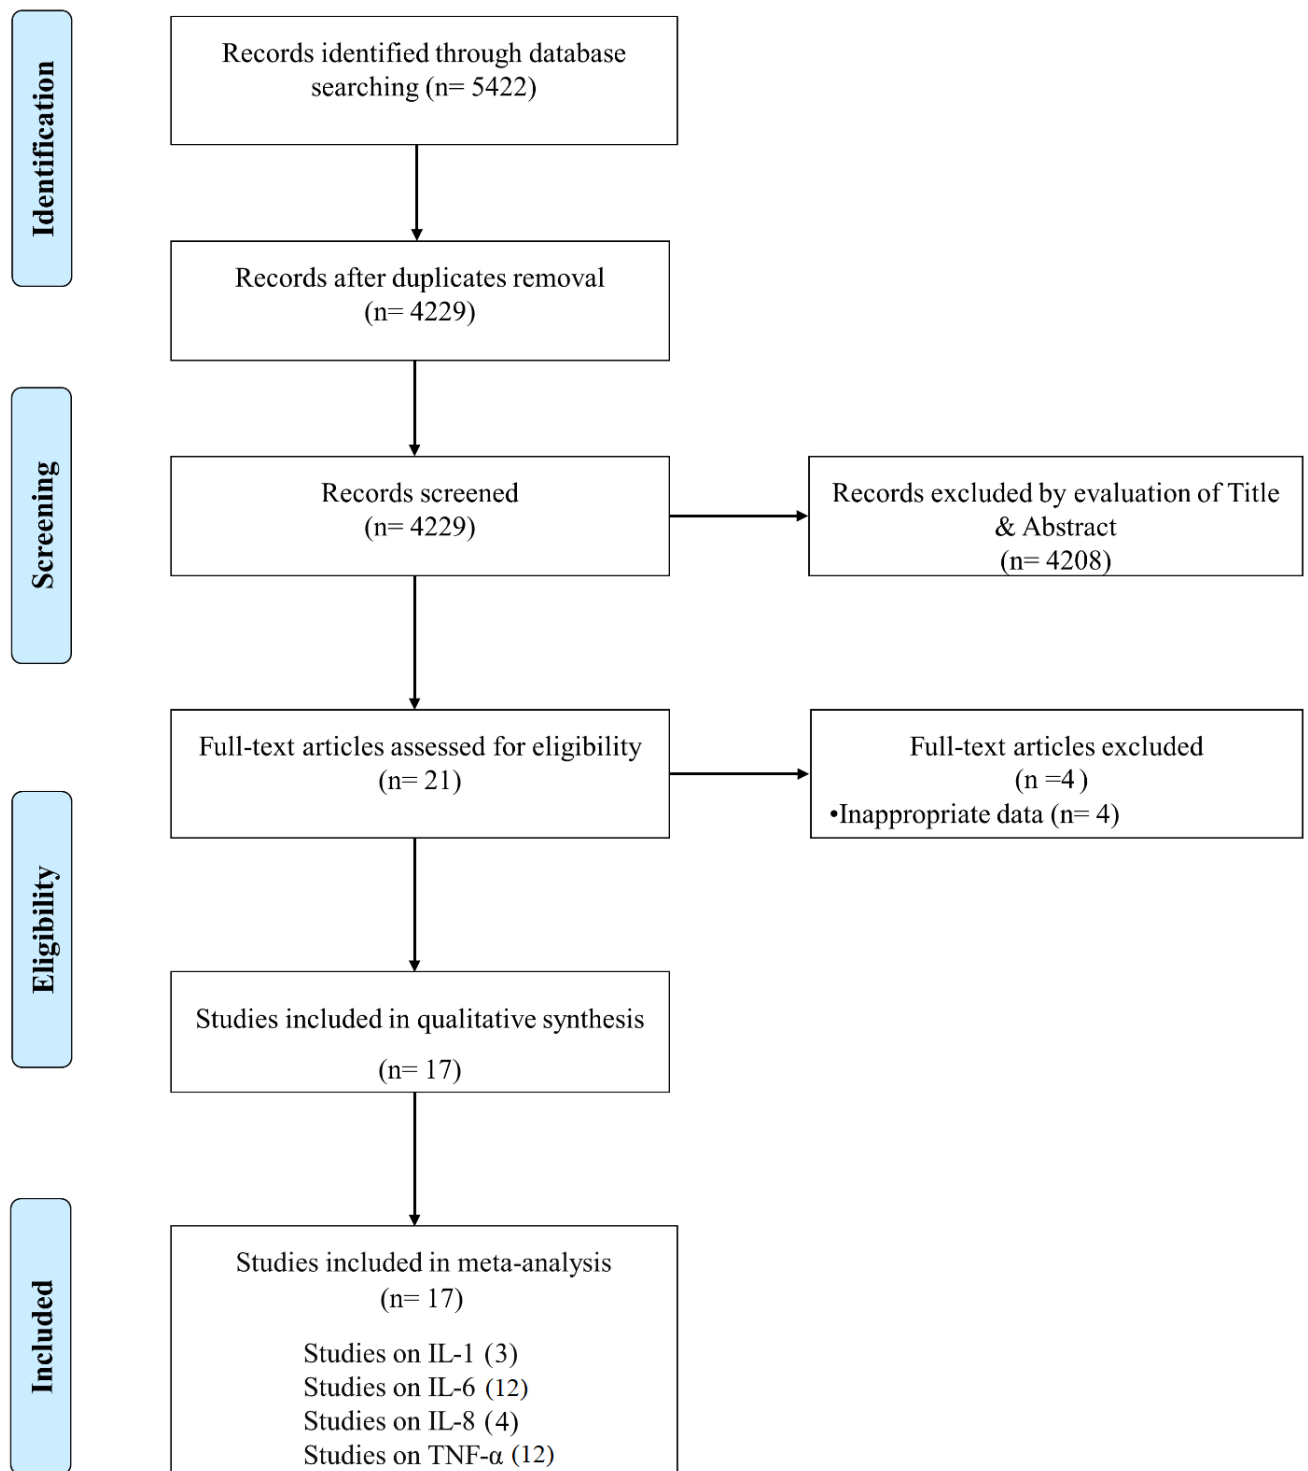 Identification
Records identified through database
searching (n= 5422)
Records after duplicates removal
(n= 4229)
Screening
Records screened
(n= 4229)
Records excluded by evaluation of Title
& Abstract
(n= 4208)
Eligibility
Full-text articles assessed for eligibility
(n= 21)
Full-text articles excluded
(n =4 )
•Inappropriate data (n= 4)
Studies included in qualitative synthesis
(n= 17)
Included
Studies included in meta-analysis
(n= 17)
Studies on IL-1 (3)
Studies on IL-6 (12)
Studies on IL-8 (4)
Studies on TNF-α (12)